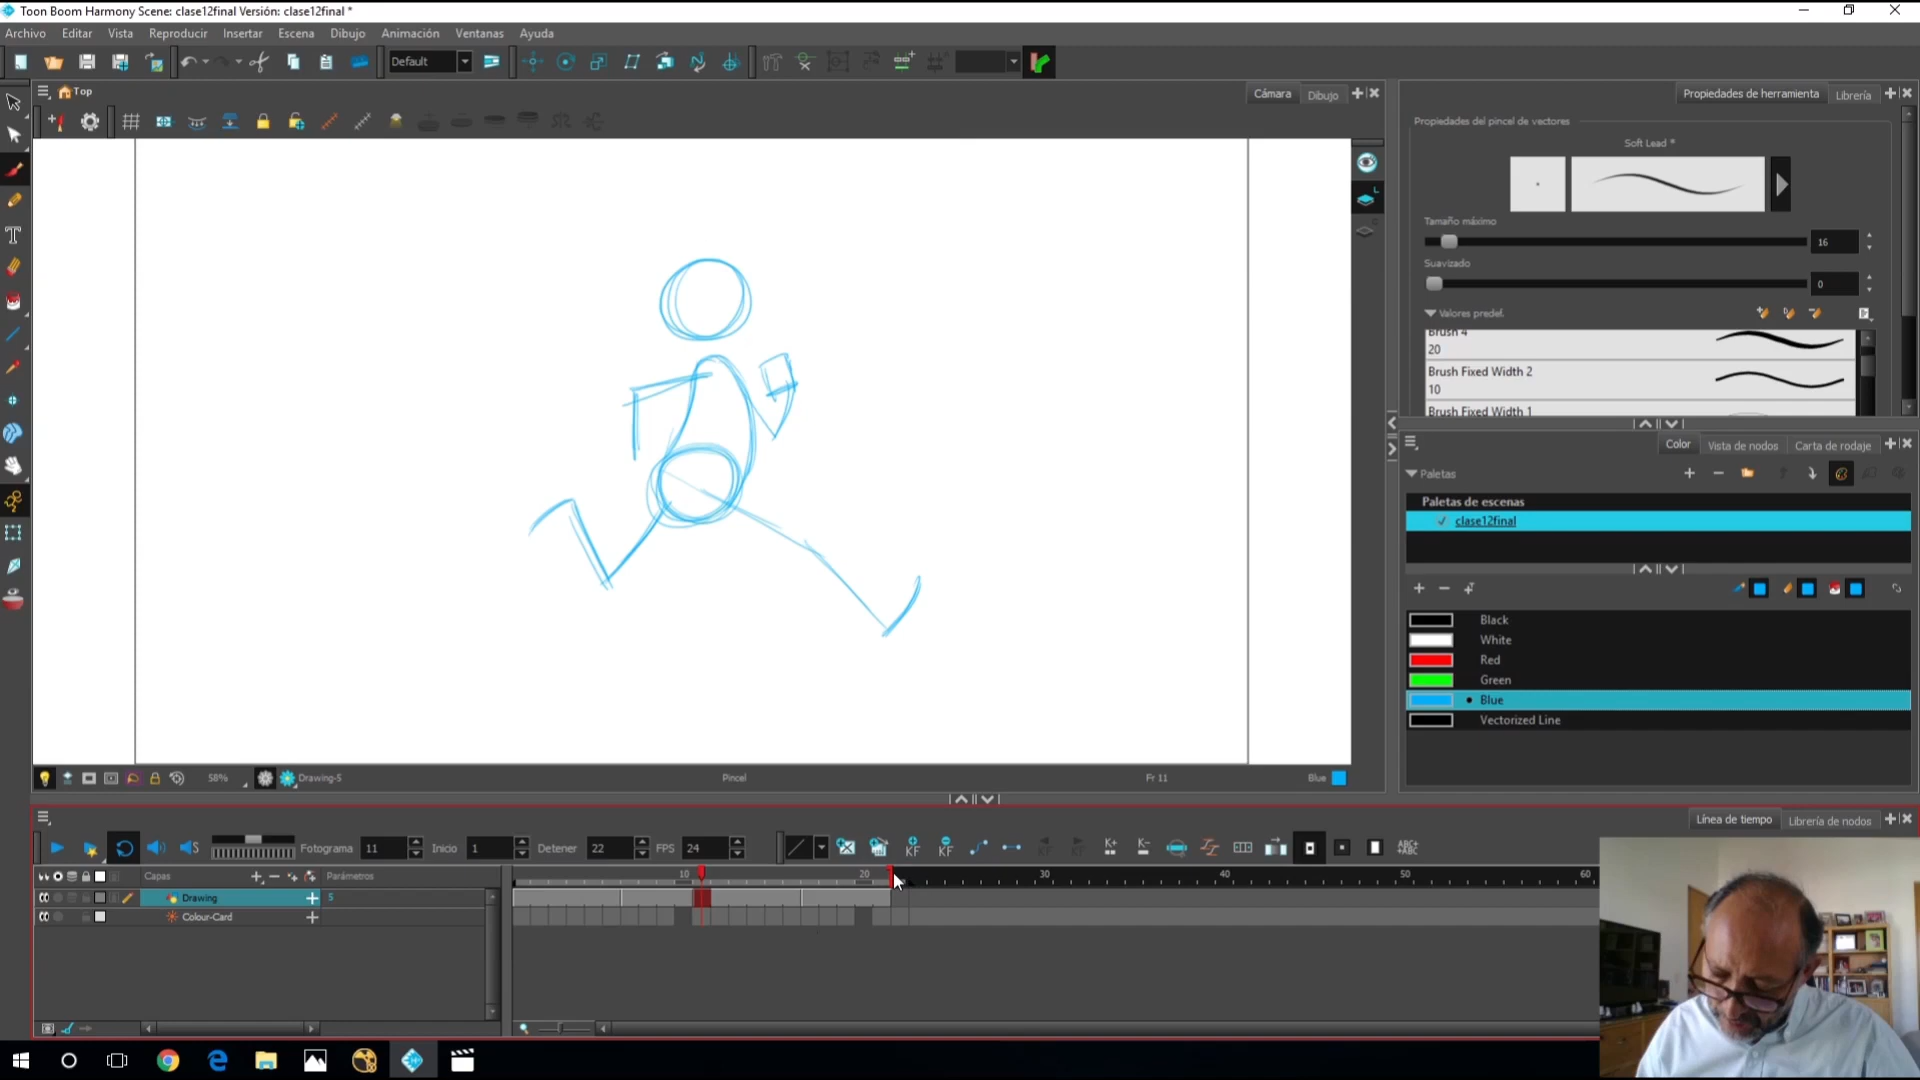 Toon Boom Harmony Scene: clase12final Versión: clase12final *
Archivo Editar Vista Reproducir Insertar Escena Dibujo Animación Ventanas Ayuda
Default
Top
Cámara Dibujo
Propiedades de herramienta Librería
Propiedades del pincel de vectores
Soft Lead *
Tamaño máximo
16
Suavizado
0
Valores predef.
Brush 4
20
Brush Fixed Width 2
10
Brush Fixed Width 1
Color Vista de nodos Carta de rodaje
Paletas
Paletas de escenas
clase12final
Black
White
Red
Green
Blue
Vectorized Line
58% Drawing-5 Pincel Fr 11 Blue
Línea de tiempo Librería de nodos
Fotograma 11 Inicio 1 Detener 22 FPS 24
Capas Parámetros
10 20 30 40 50 60
Drawing 5
Colour-Card